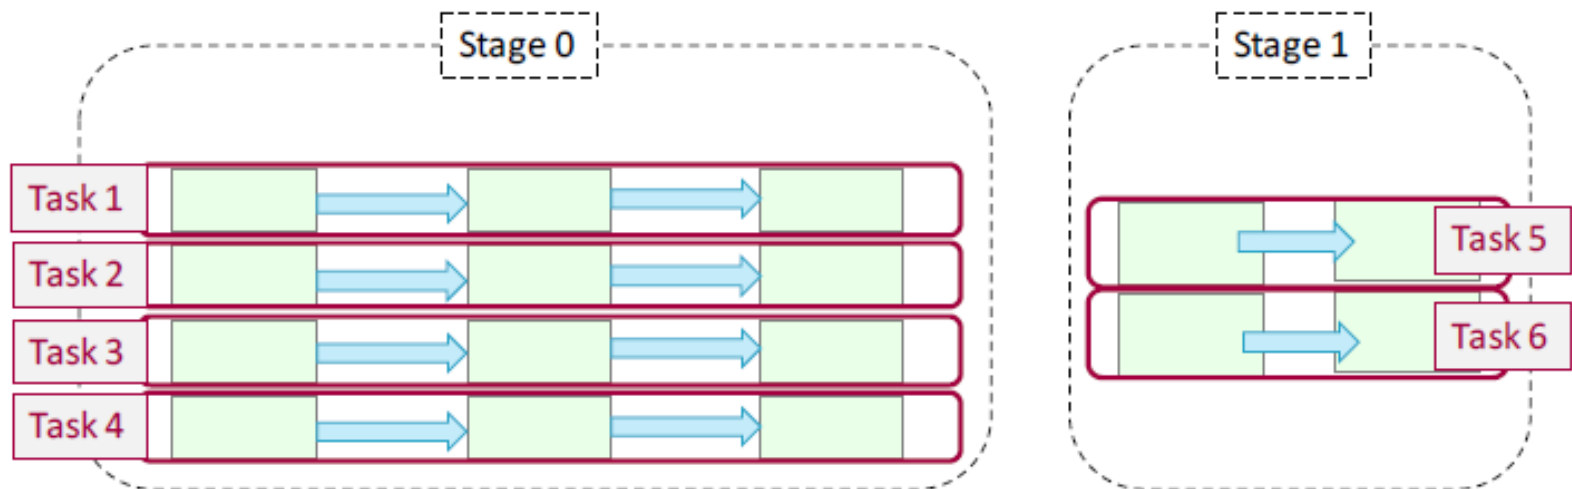 Stage 0
Stage 1
Task 1
Task 2
Task 3
Task 4
Task 5
Task 6